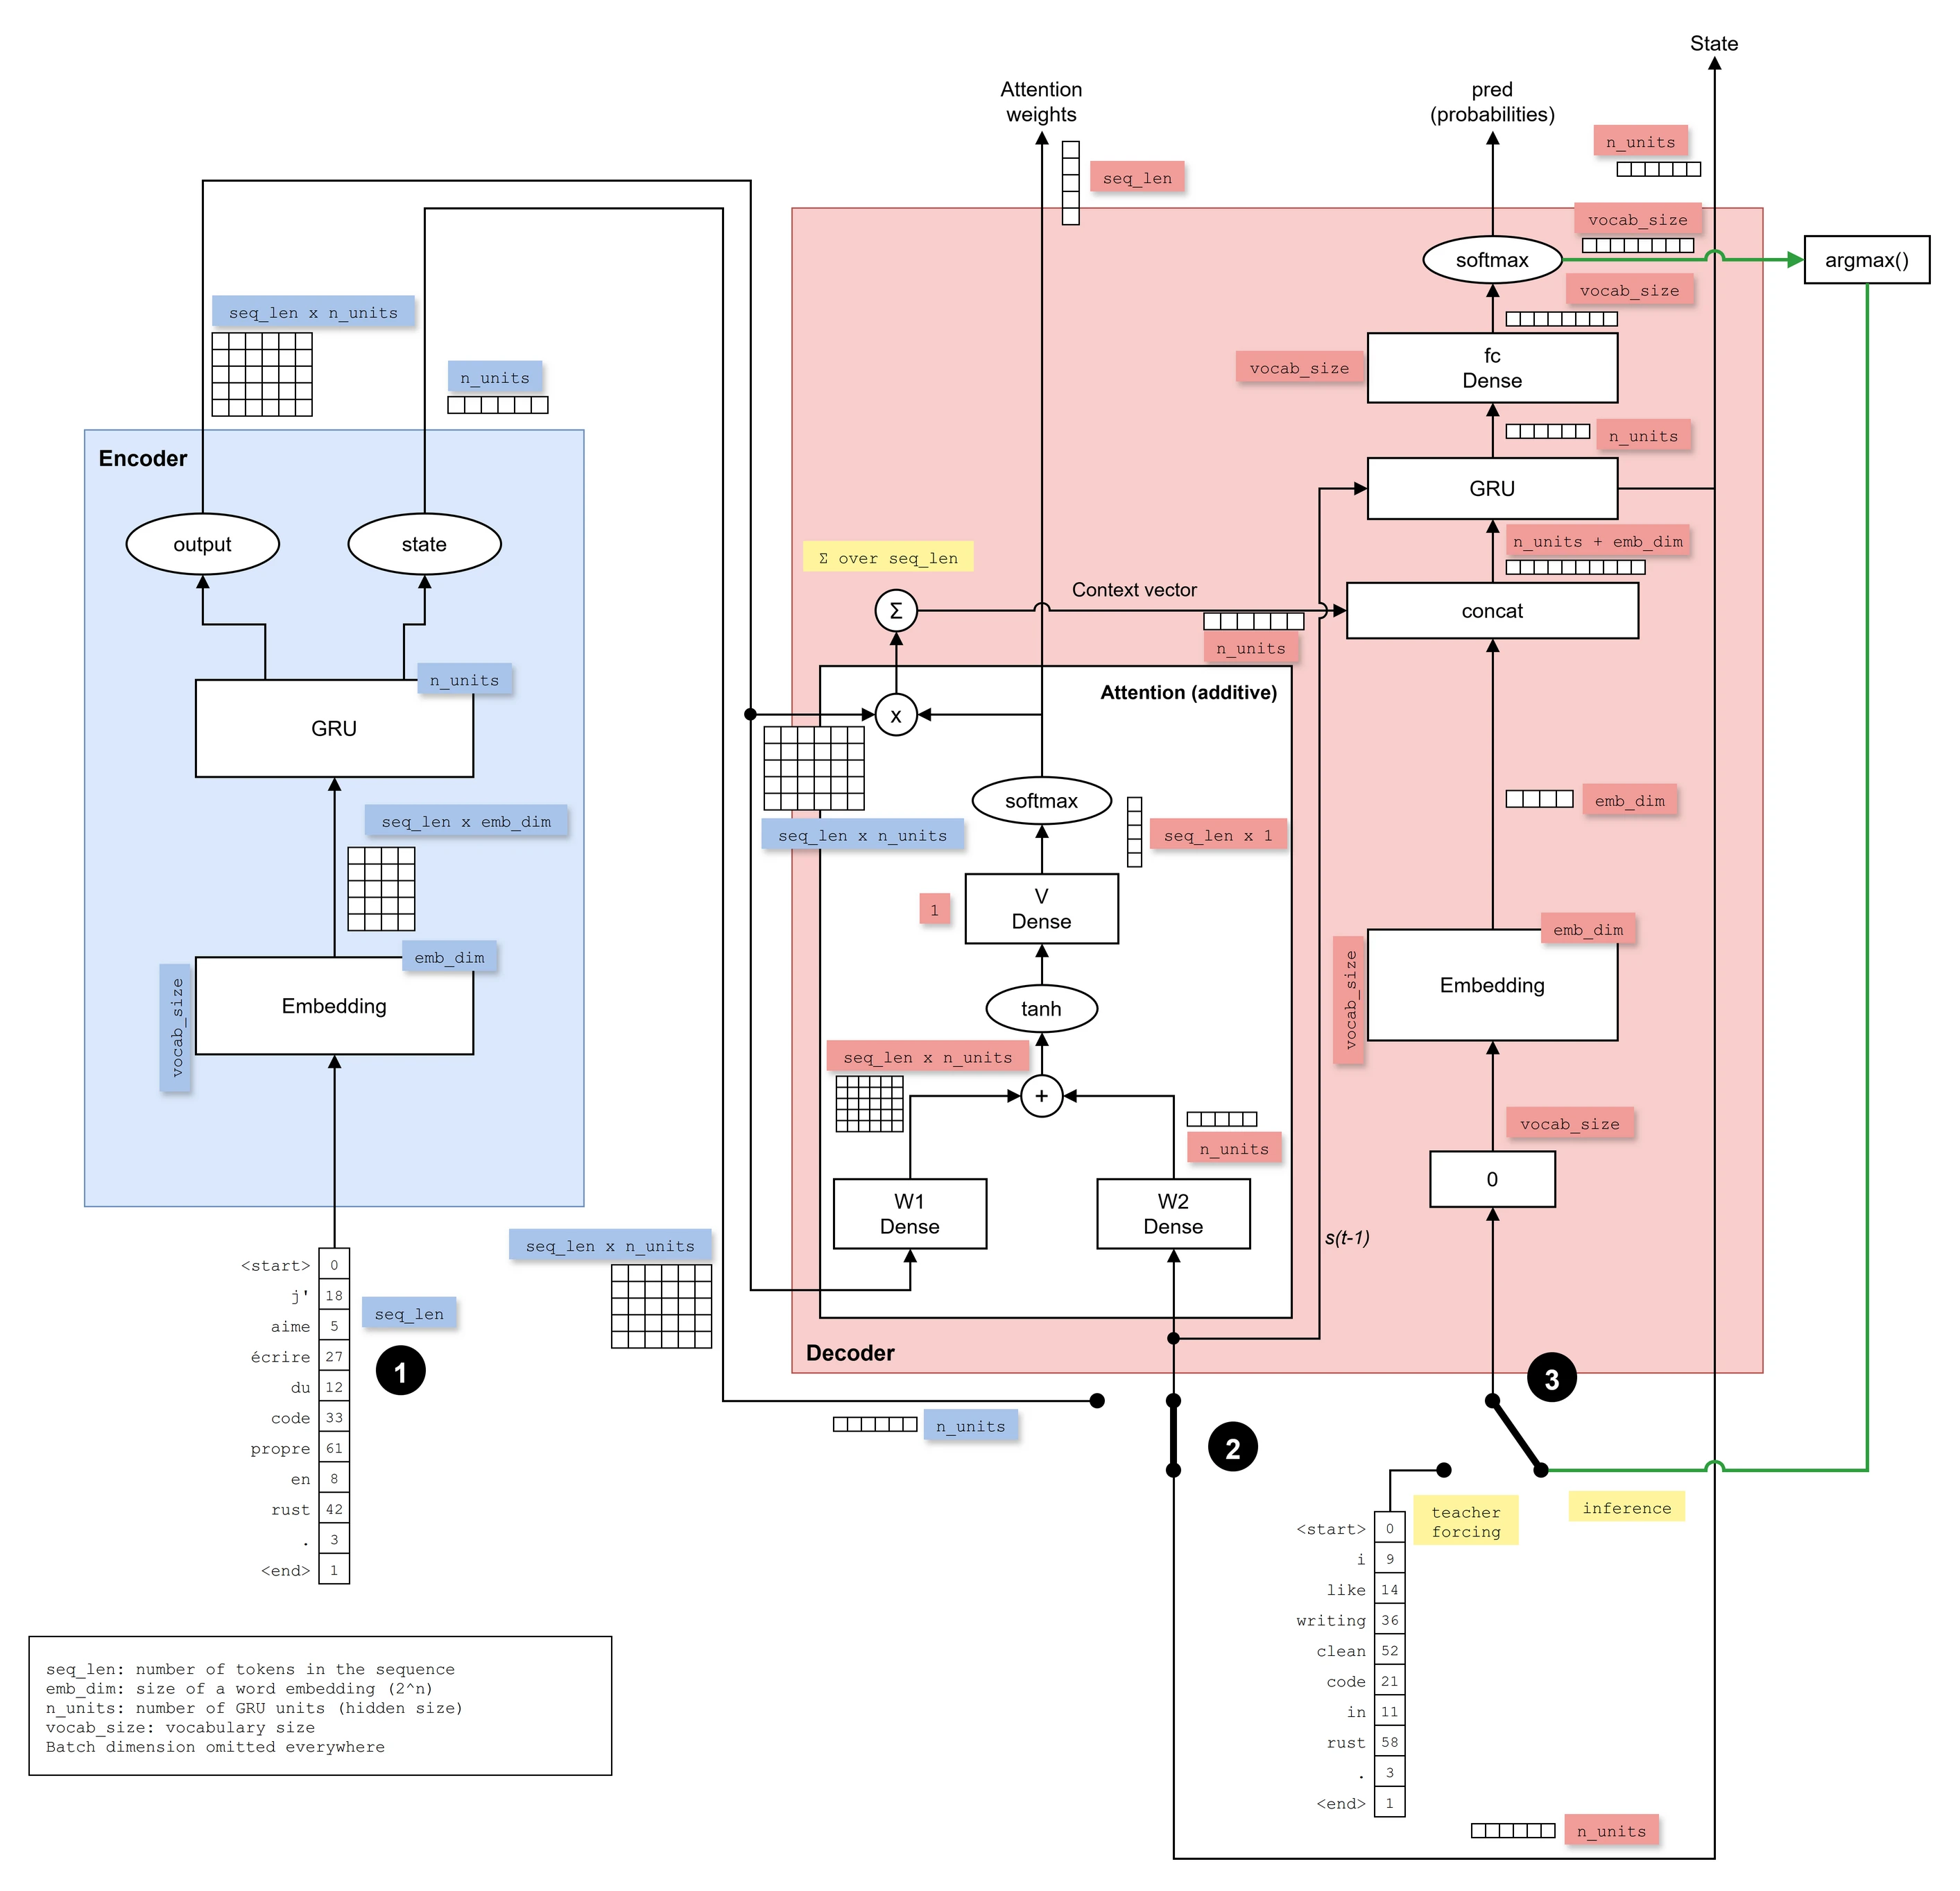 State
Attention
weights
pred
(probabilities)
n_units
seq_len
vocab_size
softmax
argmax()
vocab_size
seq_len x n_units
n_units
vocab_size
fc
Dense
n_units
Encoder
GRU
output
state
Σ over seq_len
n_units + emb_dim
Σ
Context vector
concat
n_units
n_units
GRU
Attention (additive)
x
seq_len x emb_dim
seq_len x n_units
softmax
seq_len x 1
emb_dim
1
V
Dense
emb_dim
vocab_size
Embedding
emb_dim
vocab_size
Embedding
tanh
seq_len x n_units
+
n_units
vocab_size
W1
Dense
W2
Dense
0
s(t-1)
seq_len x n_units
Decoder
<start> 0
j' 18
aime 5
écrire 27
du 12
code 33
propre 61
en 8
rust 42
. 3
<end> 1
seq_len
1
n_units
2
3
teacher
forcing
inference
<start> 0
i 9
like 14
writing 36
clean 52
code 21
in 11
rust 58
. 3
<end> 1
n_units
seq_len: number of tokens in the sequence
emb_dim: size of a word embedding (2^n)
n_units: number of GRU units (hidden size)
vocab_size: vocabulary size
Batch dimension omitted everywhere